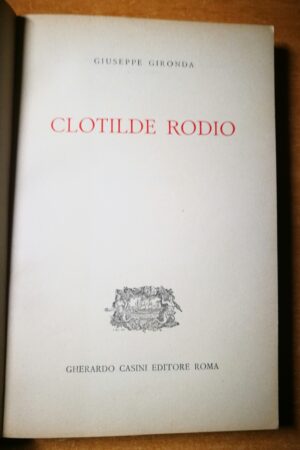 GIUSEPPE GIRONDA
CLOTILDE RODIO
GHERARDO CASINI EDITORE ROMA